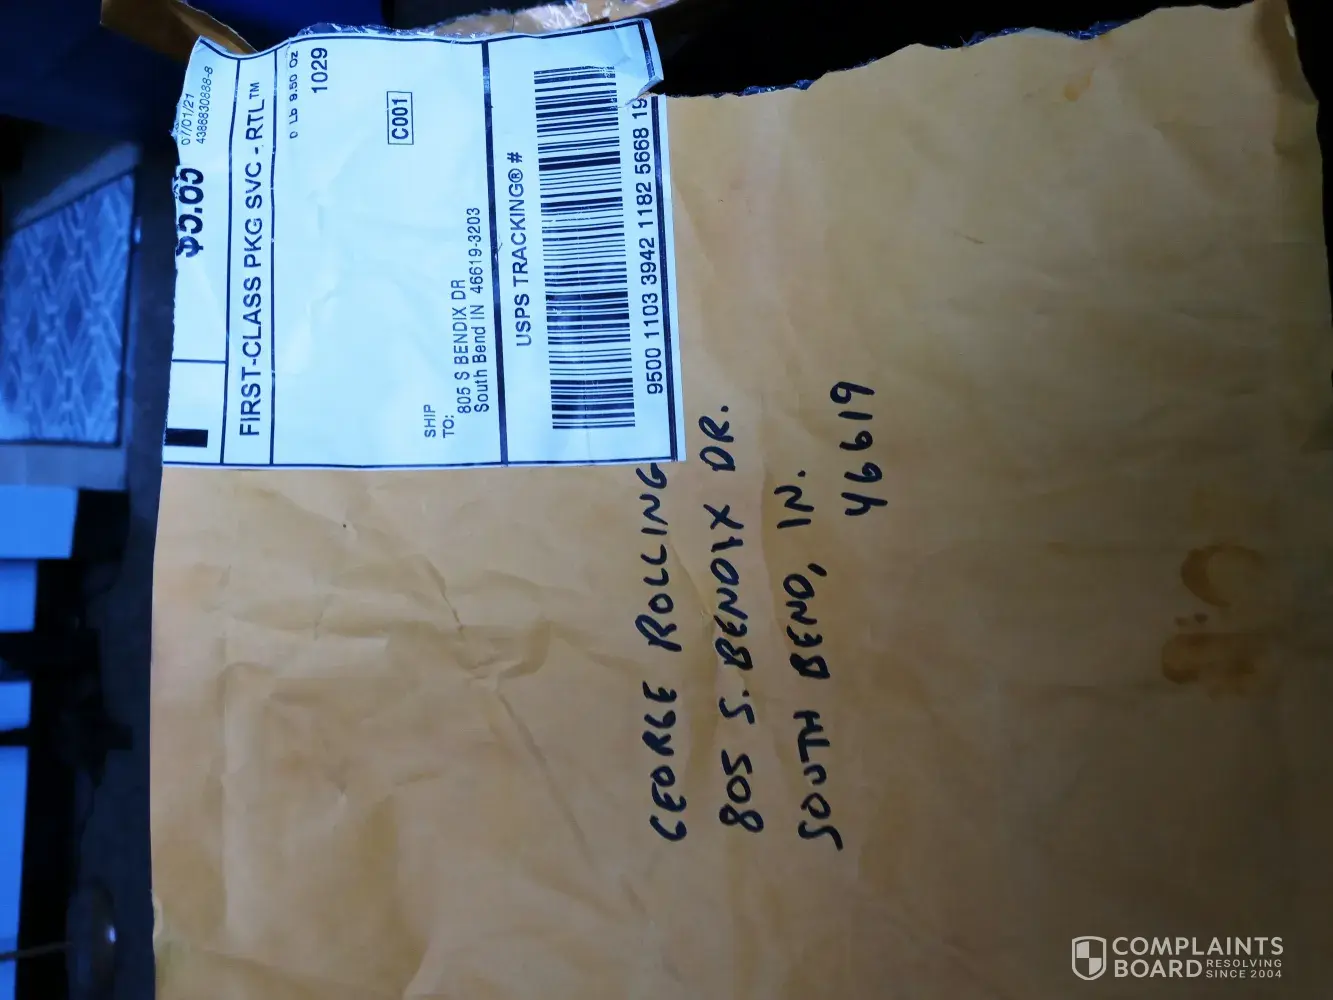 07/01/21
4386830888-8
FIRST-CLASS PKG SVC - RTL™
0 Lb 9.50 Oz
1029
C001
SHIP
TO:
805 S BENDIX DR
South Bend IN 46619-3203
USPS TRACKING® #
9500 1103 3942 1182 5668 19
GEORGE ROLLING
805 S. BENDIX DR.
SOUTH BEND, IN.
46619
COMPLAINTS
BOARD RESOLVING
SINCE 2004